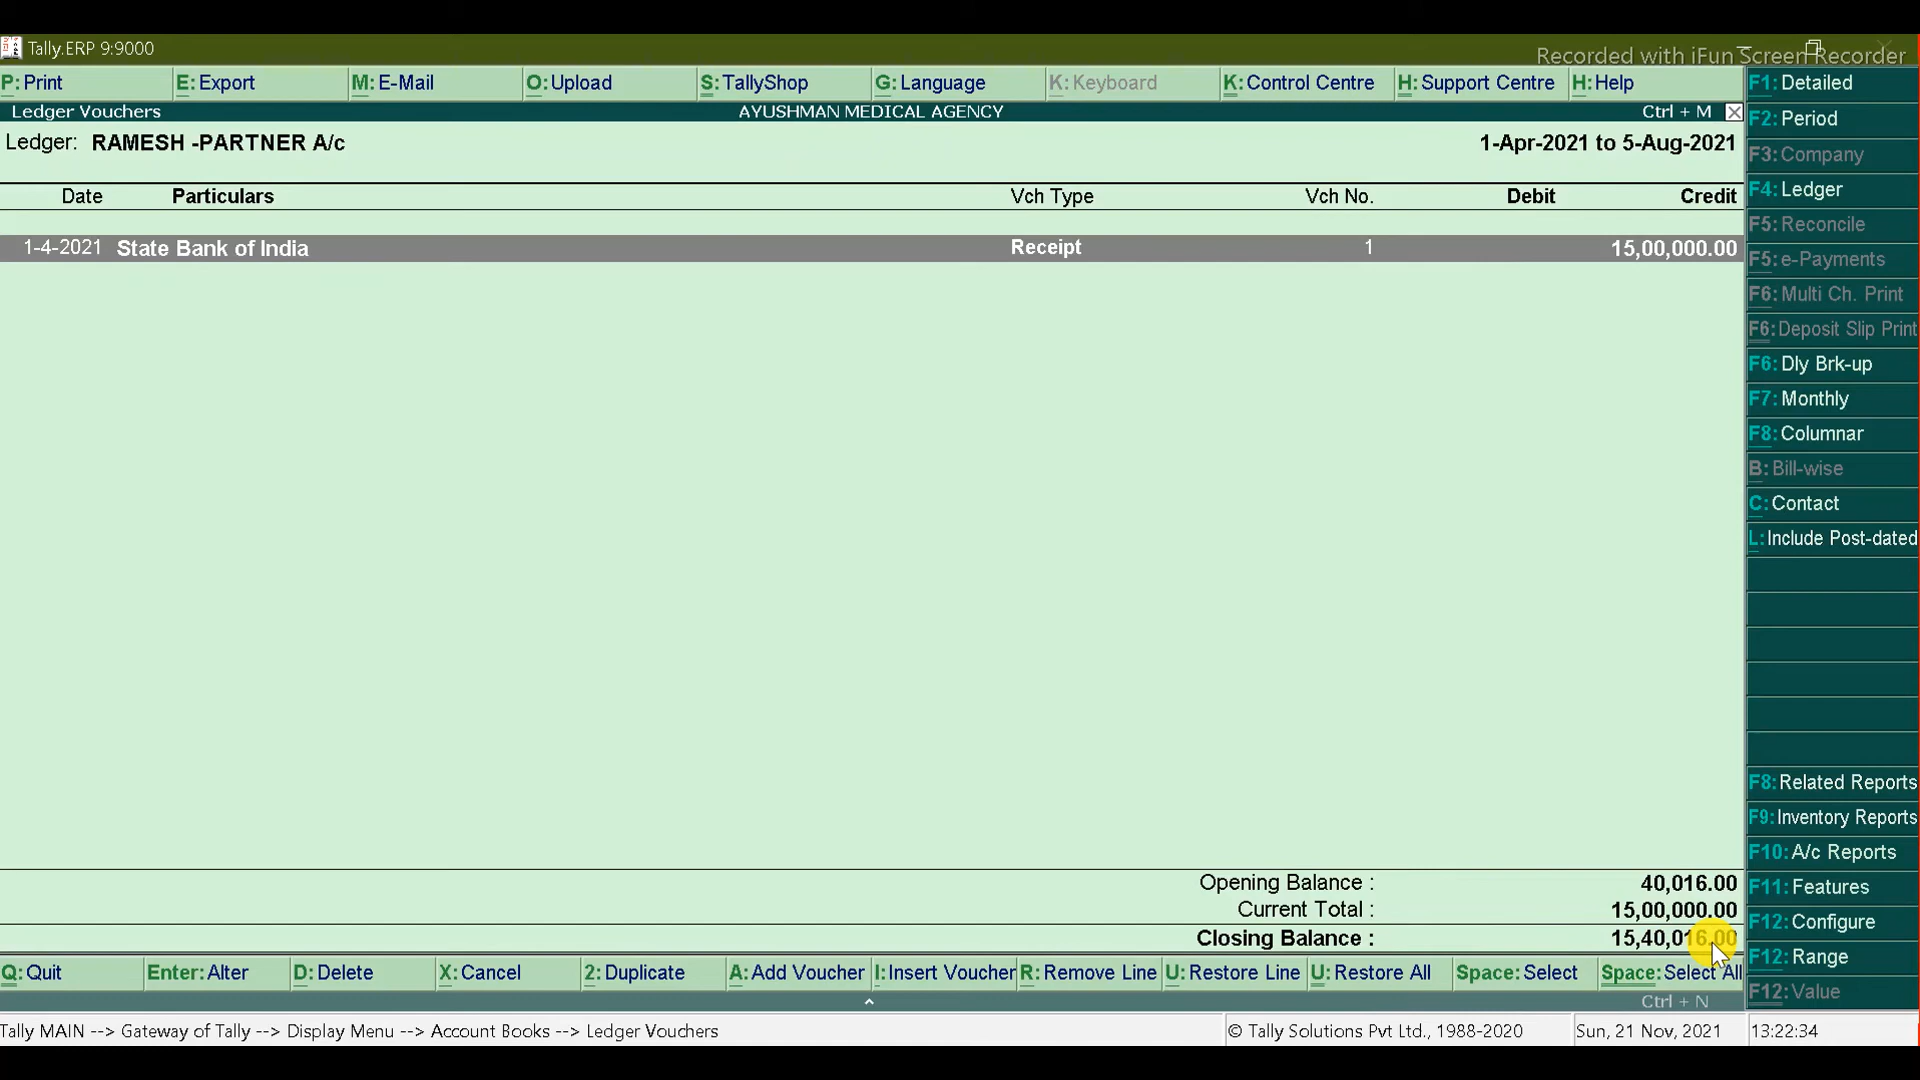 Tally.ERP 9:9000
Recorded with iFun Screen Recorder
P: Print E: Export M: E-Mail O: Upload S: TallyShop G: Language K: Keyboard K: Control Centre H: Support Centre H: Help
Ledger Vouchers AYUSHMAN MEDICAL AGENCY Ctrl + M
Ledger: RAMESH -PARTNER A/c 1-Apr-2021 to 5-Aug-2021
Date Particulars Vch Type Vch No. Debit Credit
1-4-2021 State Bank of India Receipt 1 15,00,000.00
Opening Balance : 40,016.00
Current Total : 15,00,000.00
Closing Balance : 15,40,016.00
Q: Quit Enter: Alter D: Delete X: Cancel 2: Duplicate A: Add Voucher I: Insert Voucher R: Remove Line U: Restore Line U: Restore All Space: Select Space: Select All
Ctrl + N
Tally MAIN --> Gateway of Tally --> Display Menu --> Account Books --> Ledger Vouchers © Tally Solutions Pvt Ltd., 1988-2020 Sun, 21 Nov, 2021 13:22:34
F1: Detailed
F2: Period
F3: Company
F4: Ledger
F5: Reconcile
F5: e-Payments
F6: Multi Ch. Print
F6: Deposit Slip Print
F6: Dly Brk-up
F7: Monthly
F8: Columnar
B: Bill-wise
C: Contact
L: Include Post-dated
F8: Related Reports
F9: Inventory Reports
F10: A/c Reports
F11: Features
F12: Configure
F12: Range
F12: Value